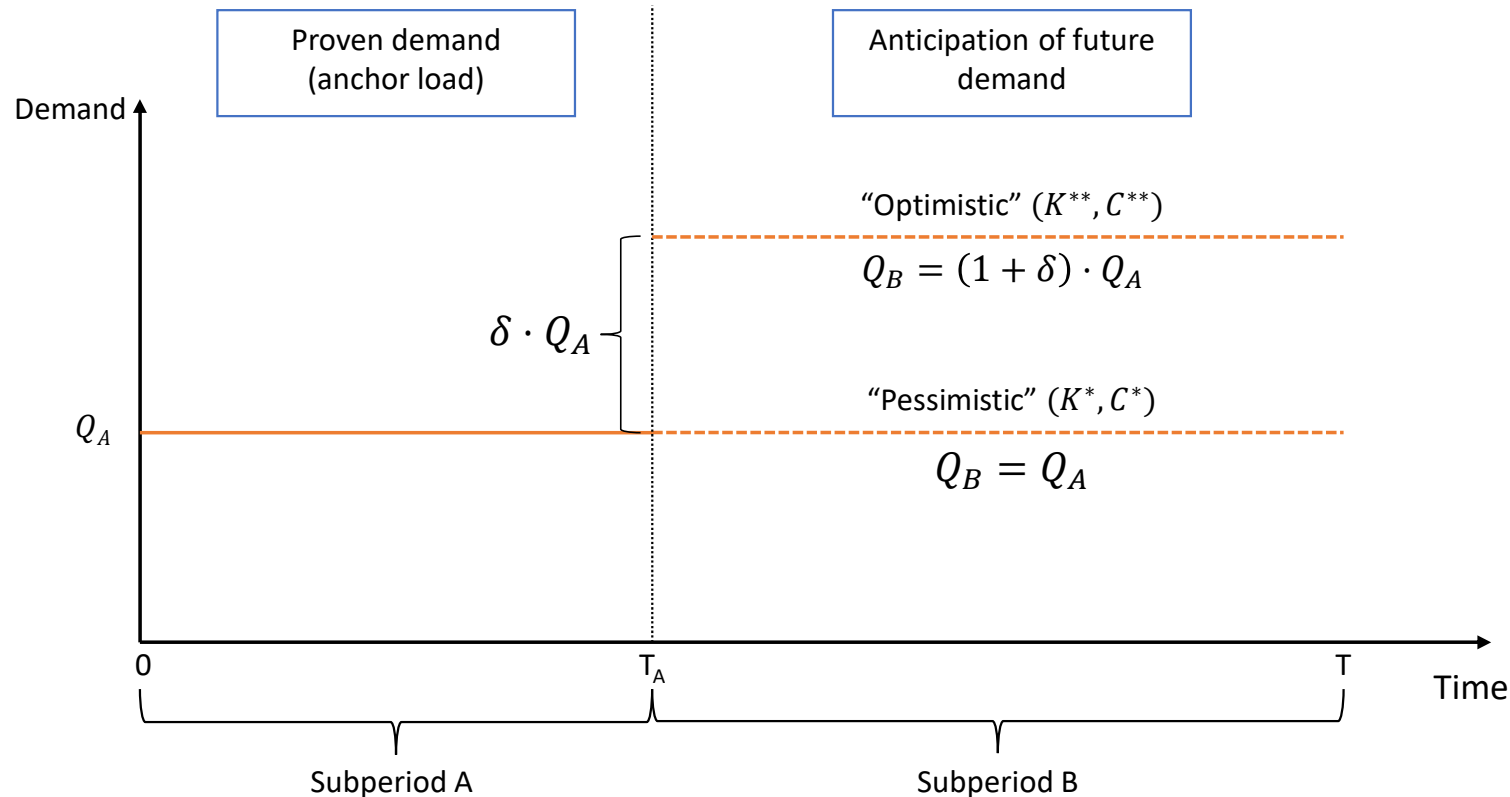 Proven demand
(anchor load)
Anticipation of future
demand
Demand
“Optimistic” (K**, C**)
Q_B = (1 + δ) · Q_A
δ · Q_A
“Pessimistic” (K*, C*)
Q_A
Q_B = Q_A
0
T_A
T
Time
Subperiod A
Subperiod B